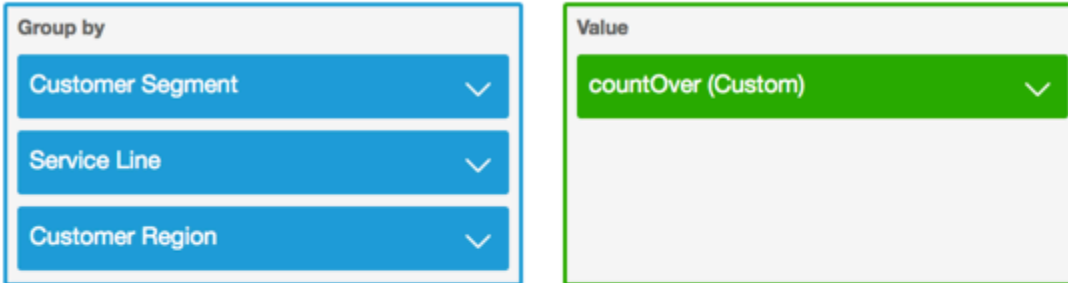 Group by
Customer Segment
Service Line
Customer Region
Value
countOver (Custom)